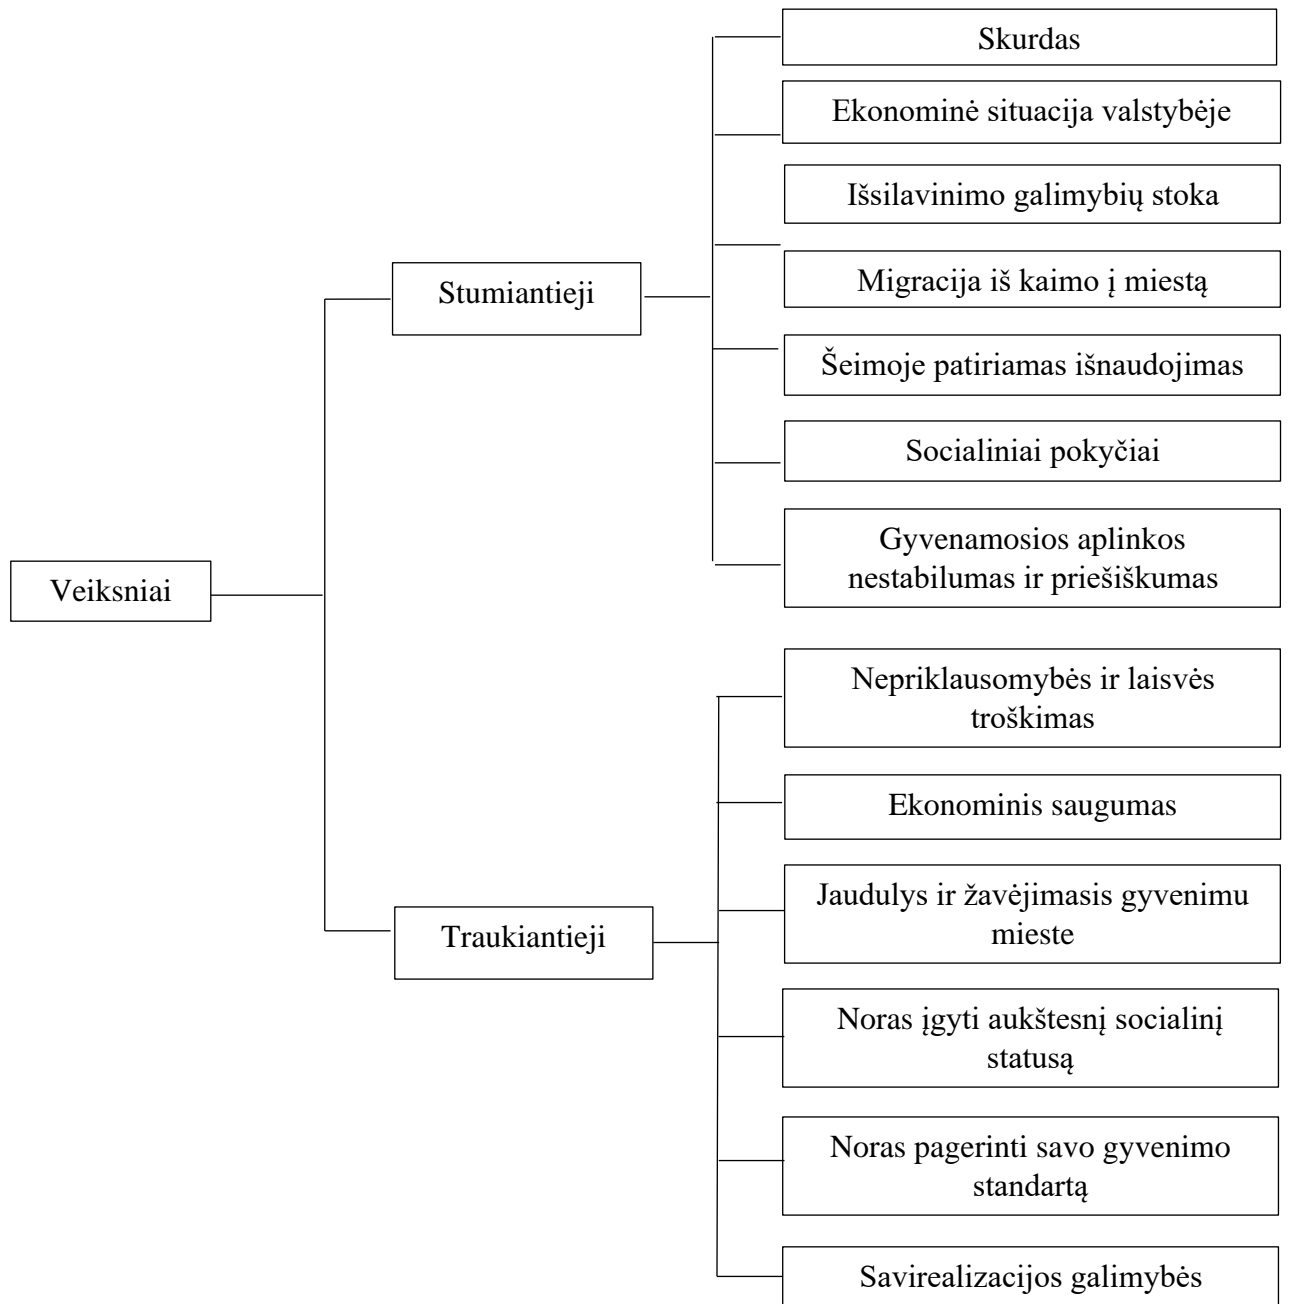 Skurdas
Ekonominė situacija valstybėje
Išsilavinimo galimybių stoka
Migracija iš kaimo į miestą
Stumiantieji
Šeimoje patiriamas išnaudojimas
Socialiniai pokyčiai
Gyvenamosios aplinkos
nestabilumas ir priešiškumas
Veiksniai
Nepriklausomybės ir laisvės
troškimas
Ekonominis saugumas
Jaudulys ir žavėjimasis gyvenimu
mieste
Traukiantieji
Noras įgyti aukštesnį socialinį
statusą
Noras pagerinti savo gyvenimo
standartą
Savirealizacijos galimybės